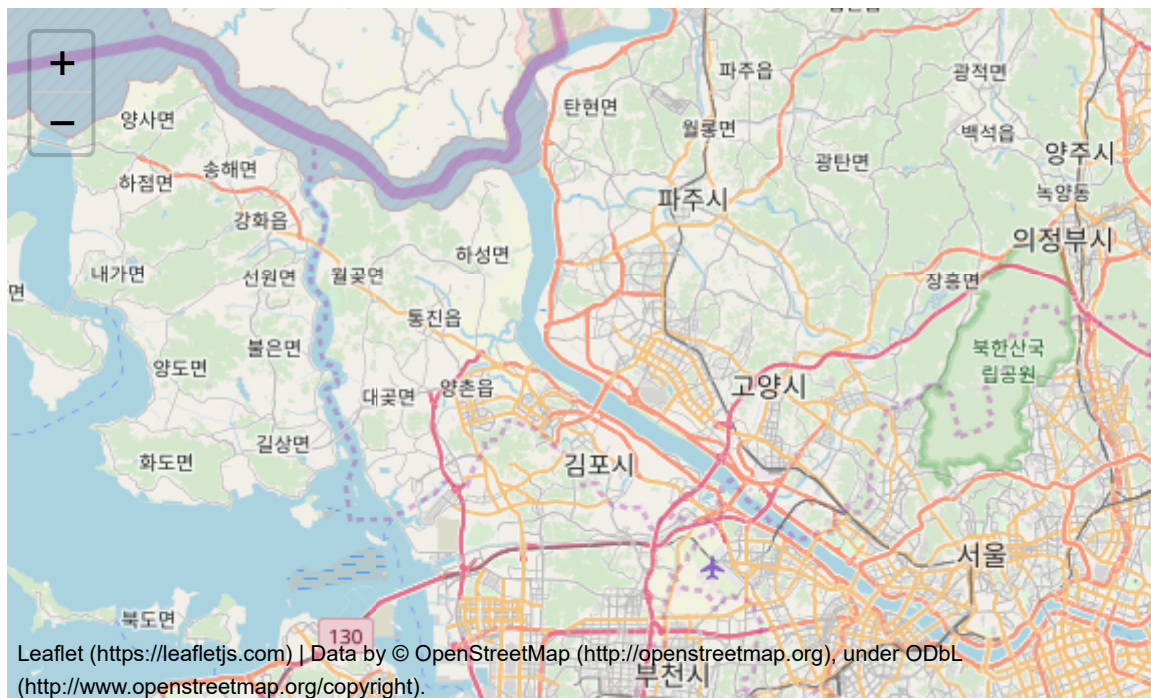 +
−
파주읍
광적면
탄현면
월롱면
백석읍
양사면
양주시
송해면
광탄면
하점면
파주시
녹양동
강화읍
의정부시
하성면
내가면
선원면
월곶면
장흥면
면
통진읍
불은면
북한산국
립공원
양도면
대곶면
양촌읍
고양시
길상면
화도면
김포시
서울
북도면
130
Leaflet (https://leafletjs.com) | Data by © OpenStreetMap (http://openstreetmap.org), under ODbL
부천시
(http://www.openstreetmap.org/copyright).